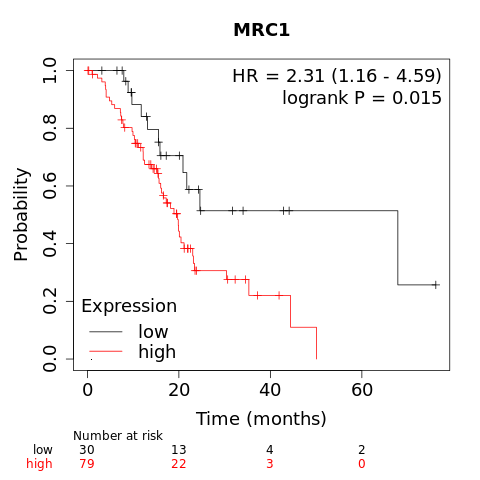 MRC1
HR = 2.31 (1.16 - 4.59)
logrank P = 0.015
Probability
1.0
0.8
0.6
0.4
0.2
0.0
Expression
low
high
0 20 40 60
Time (months)
Number at risk
low 30 13 4 2
high 79 22 3 0